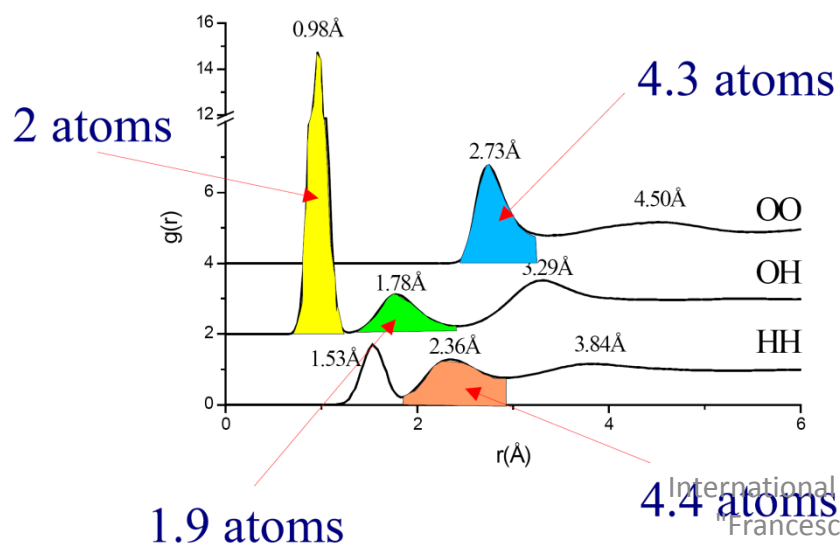 16
0.98Å
14
4.3 atoms
12
2 atoms
2.73Å
6
4.50Å
OO
g(r)
4
3.29Å
1.78Å
OH
2
1.53Å
2.36Å
3.84Å
HH
0
0
2
4
6
r(Å)
4.4 atoms
International
"Francesc
1.9 atoms